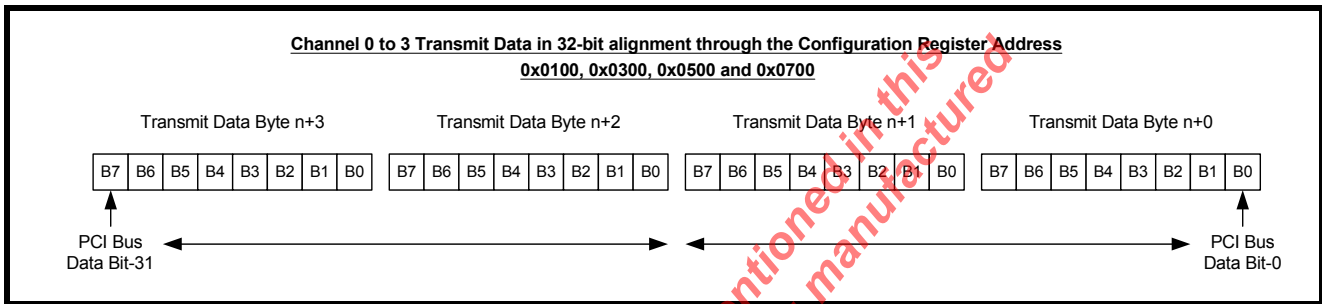 Channel 0 to 3 Transmit Data in 32-bit alignment through the Configuration Register Address
0x0100, 0x0300, 0x0500 and 0x0700
Transmit Data Byte n+3 Transmit Data Byte n+2 Transmit Data Byte n+1 Transmit Data Byte n+0
B7 B6 B5 B4 B3 B2 B1 B0 B7 B6 B5 B4 B3 B2 B1 B0 B7 B6 B5 B4 B3 B2 B1 B0 B7 B6 B5 B4 B3 B2 B1 B0
PCI Bus
Data Bit-31
PCI Bus
Data Bit-0
mentioned in this
manufactured